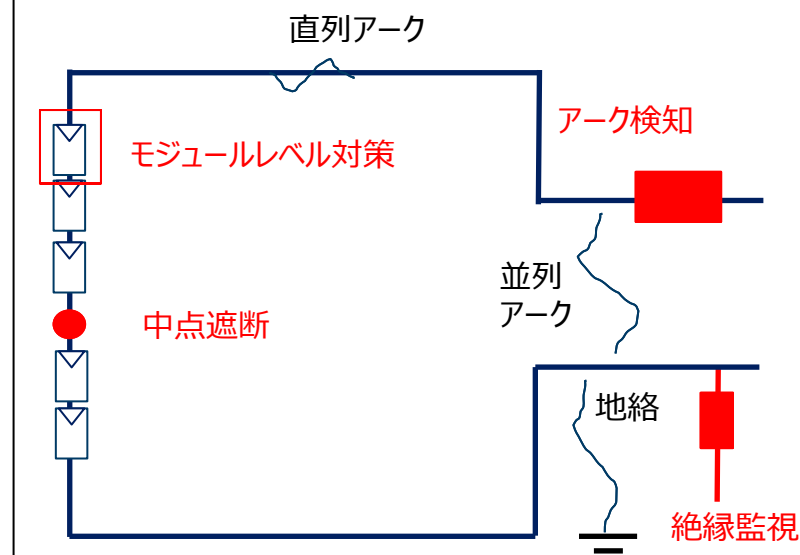 直列アーク
アーク検知
モジュールレベル対策
並列
アーク
中点遮断
地絡
絶縁監視